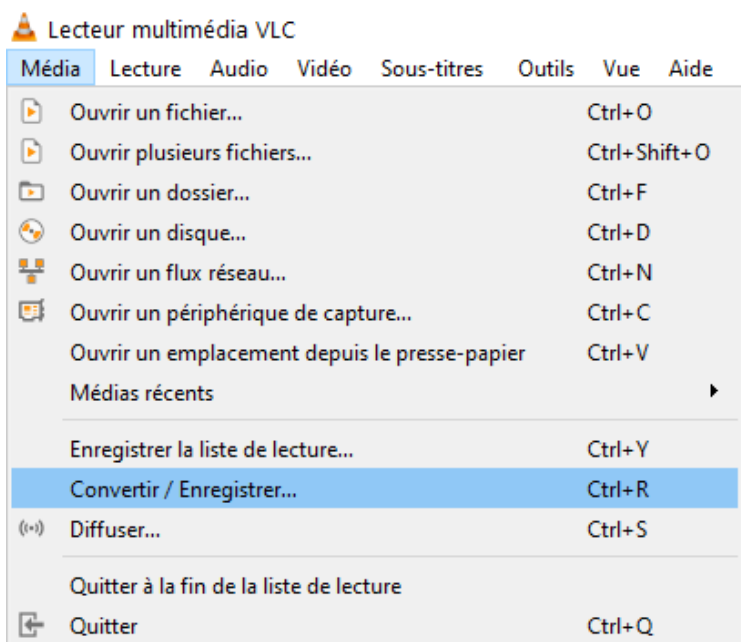 Lecteur multimédia VLC
Média Lecture Audio Vidéo Sous-titres Outils Vue Aide
Ouvrir un fichier... Ctrl+O
Ouvrir plusieurs fichiers... Ctrl+Shift+O
Ouvrir un dossier... Ctrl+F
Ouvrir un disque... Ctrl+D
Ouvrir un flux réseau... Ctrl+N
Ouvrir un périphérique de capture... Ctrl+C
Ouvrir un emplacement depuis le presse-papier Ctrl+V
Médias récents
Enregistrer la liste de lecture... Ctrl+Y
Convertir / Enregistrer... Ctrl+R
Diffuser... Ctrl+S
Quitter à la fin de la liste de lecture
Quitter Ctrl+Q